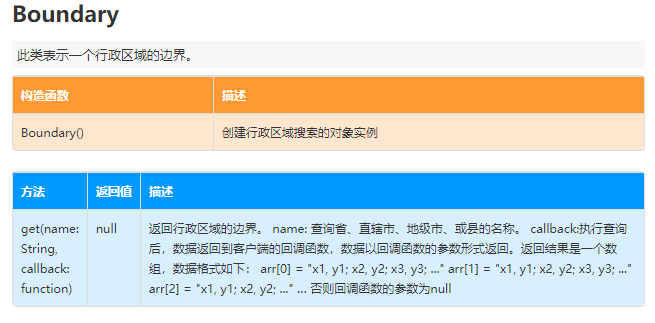 Boundary
此类表示一个行政区域的边界。
构造函数 描述
Boundary() 创建行政区域搜索的对象实例
方法 返回值 描述
get(name: null 返回行政区域的边界。 name: 查询省、直辖市、地级市、或县的名称。 callback:执行查询
String, 后，数据返回到客户端的回调函数，数据以回调函数的参数形式返回。返回结果是一个数
callback: 组，数据格式如下： arr[0] = "x1, y1; x2, y2; x3, y3; ..." arr[1] = "x1, y1; x2, y2; x3, y3; ..."
function) arr[2] = "x1, y1; x2, y2; ..." ... 否则回调函数的参数为null